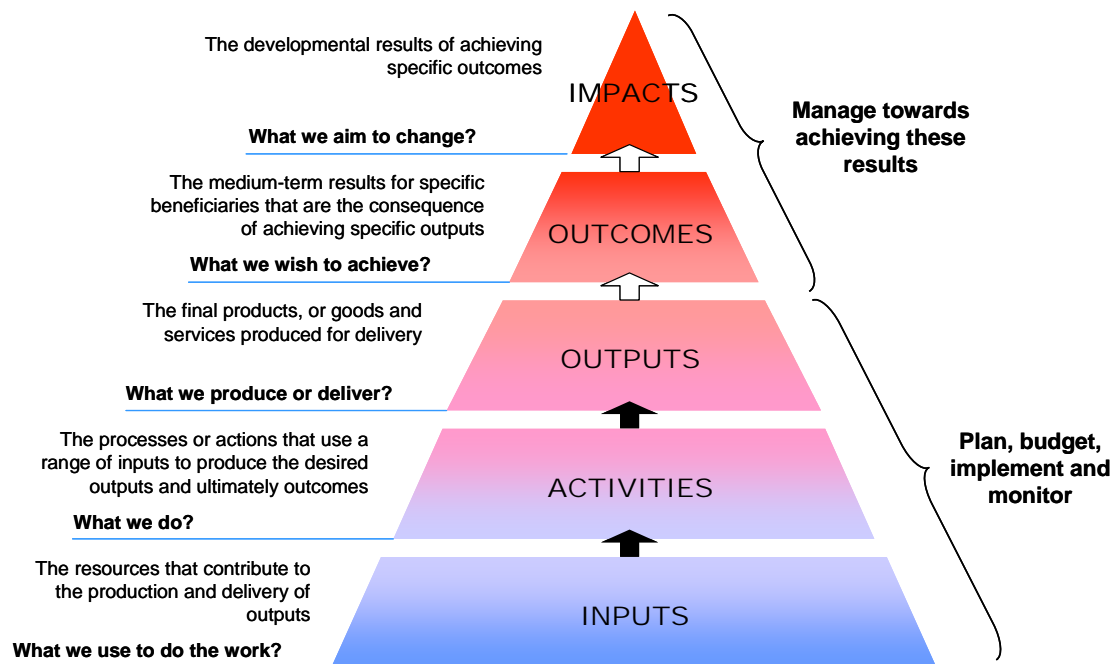 The developmental results of achieving
specific outcomes
IMPACTS
What we aim to change?
Manage towards
achieving these
results
The medium-term results for specific
beneficiaries that are the consequence
of achieving specific outputs
OUTCOMES
What we wish to achieve?
The final products, or goods and
services produced for delivery
OUTPUTS
What we produce or deliver?
The processes or actions that use a
range of inputs to produce the desired
outputs and ultimately outcomes
ACTIVITIES
What we do?
Plan, budget,
implement and
monitor
The resources that contribute to
the production and delivery of
outputs
INPUTS
What we use to do the work?